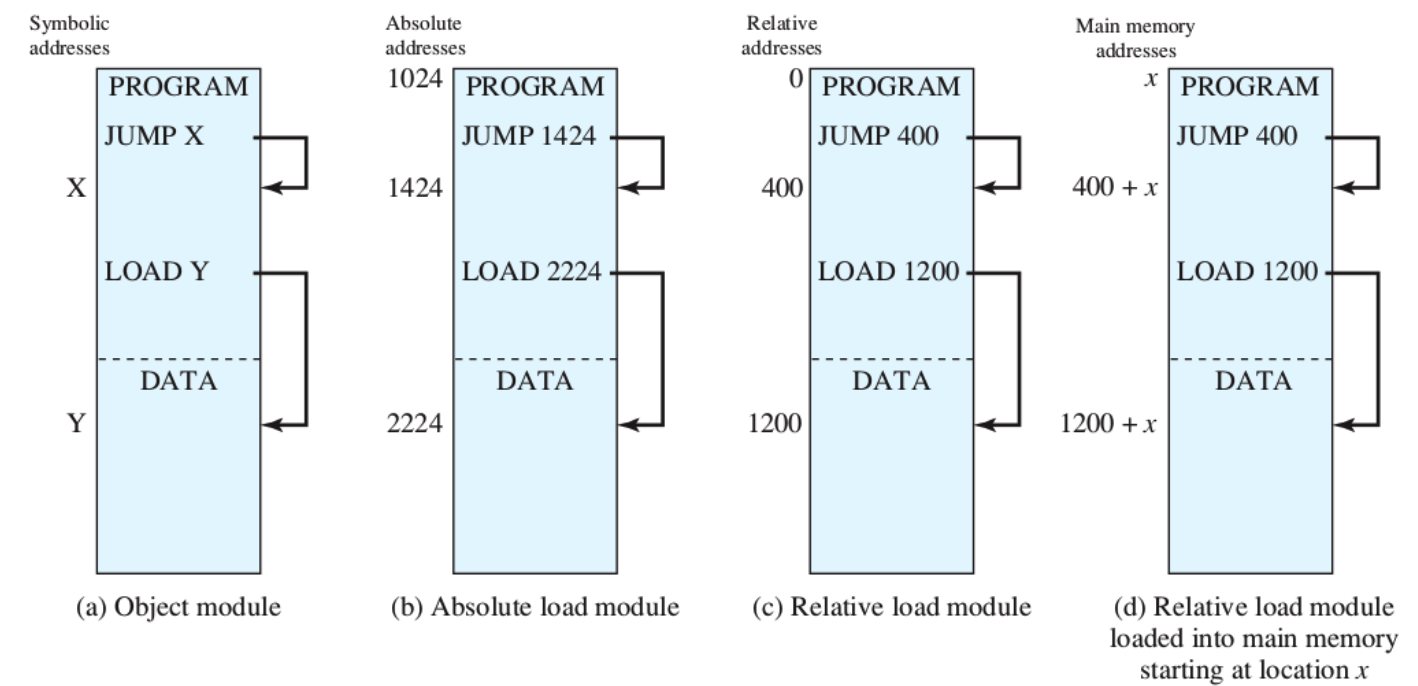 Symbolic
addresses
PROGRAM
JUMP X
X
LOAD Y
DATA
Y
(a) Object module
Absolute
addresses
1024
PROGRAM
JUMP 1424
1424
LOAD 2224
DATA
2224
(b) Absolute load module
Relative
addresses
0
PROGRAM
JUMP 400
400
LOAD 1200
DATA
1200
(c) Relative load module
Main memory
addresses
x
PROGRAM
JUMP 400
400 + x
LOAD 1200
DATA
1200 + x
(d) Relative load module
loaded into main memory
starting at location x